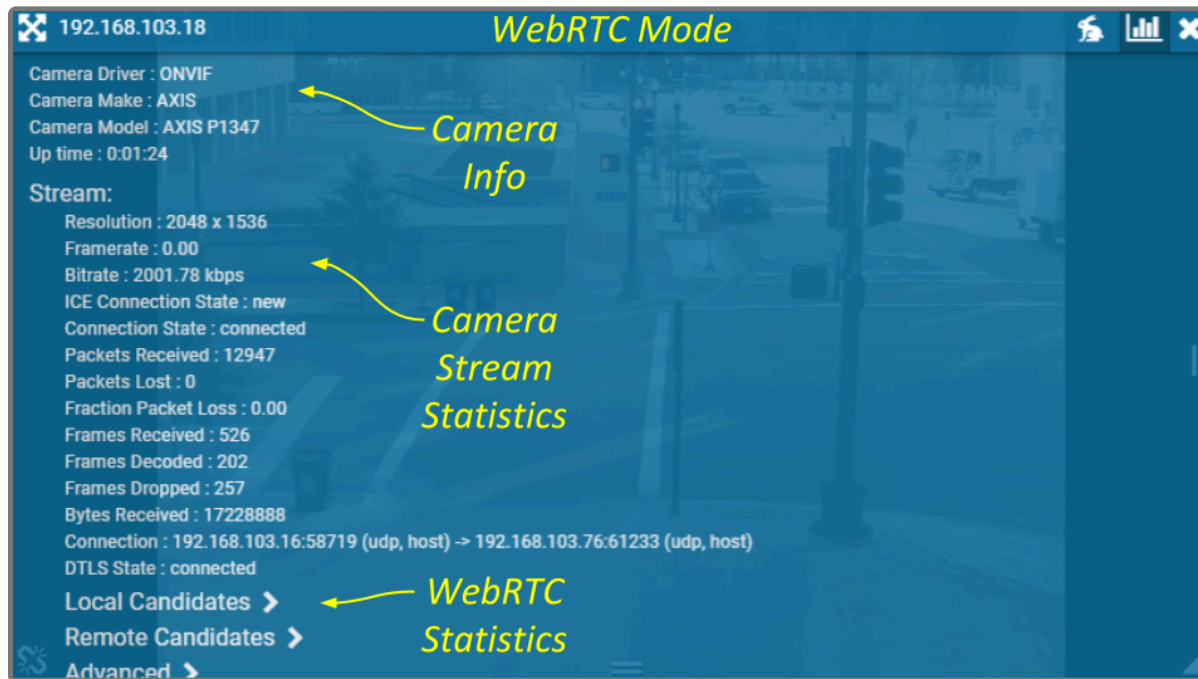 192.168.103.18
WebRTC Mode
Camera Driver : ONVIF
Camera Make : AXIS
Camera Model : AXIS P1347
Up time : 0:01:24
Camera
Info
Stream:
Resolution : 2048 x 1536
Framerate : 0.00
Bitrate : 2001.78 kbps
ICE Connection State : new
Connection State : connected
Packets Received : 12947
Packets Lost : 0
Fraction Packet Loss : 0.00
Frames Received : 526
Frames Decoded : 202
Frames Dropped : 257
Bytes Received : 17228888
Connection : 192.168.103.16:58719 (udp, host) -> 192.168.103.76:61233 (udp, host)
DTLS State : connected
Camera
Stream
Statistics
Local Candidates
Remote Candidates
Advanced
WebRTC
Statistics